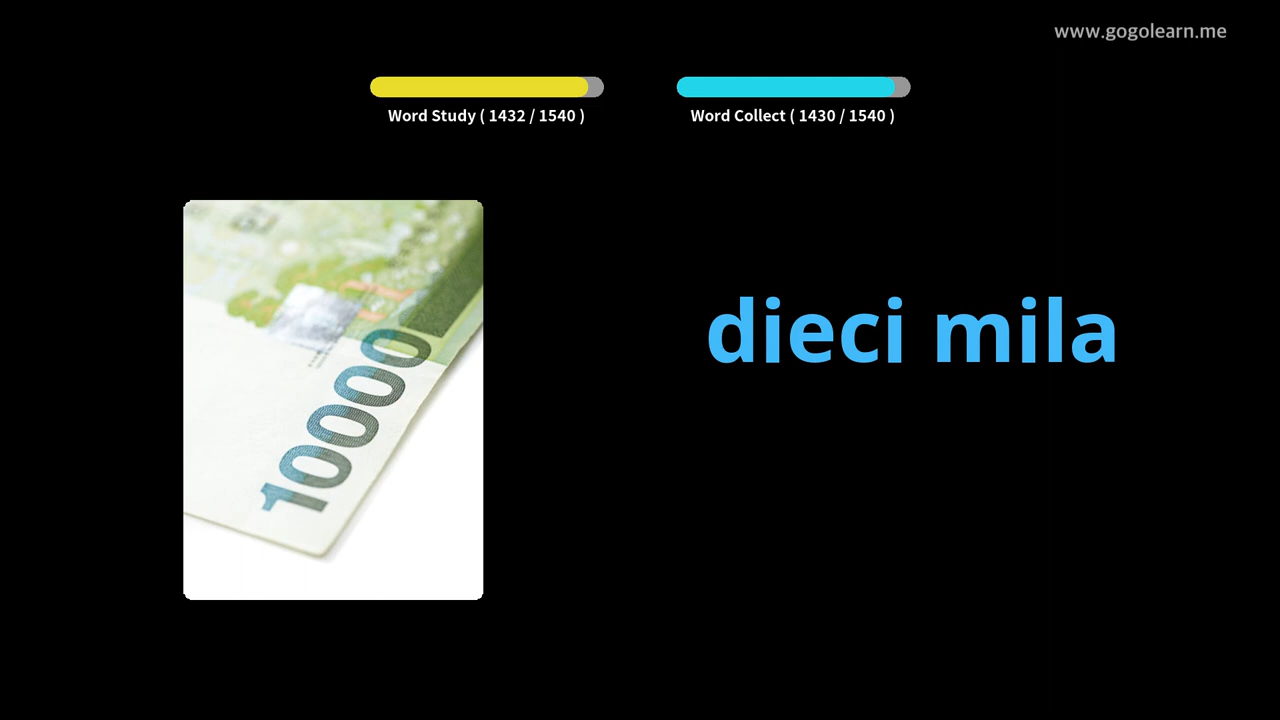 www.gogolearn.me
Word Study ( 1432 / 1540 )
Word Collect ( 1430 / 1540 )
dieci mila
10000